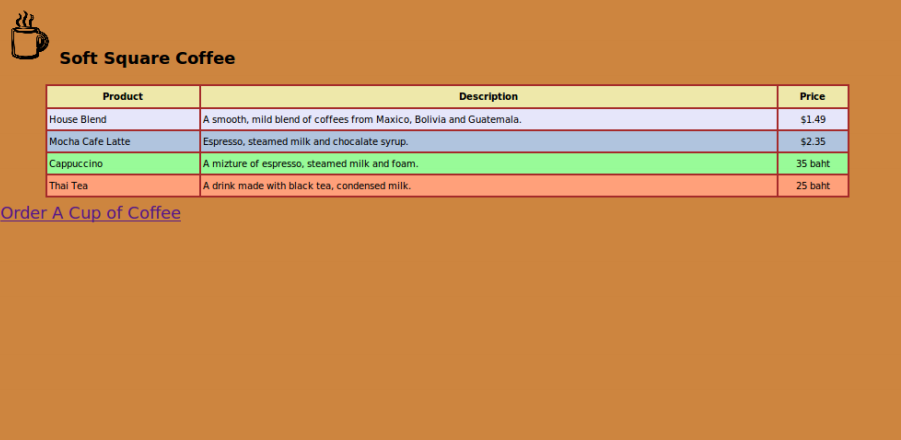 Soft Square Coffee
Product Description Price
House Blend A smooth, mild blend of coffees from Maxico, Bolivia and Guatemala. $1.49
Mocha Cafe Latte Espresso, steamed milk and chocalate syrup. $2.35
Cappuccino A mizture of espresso, steamed milk and foam. 35 baht
Thai Tea A drink made with black tea, condensed milk. 25 baht
Order A Cup of Coffee